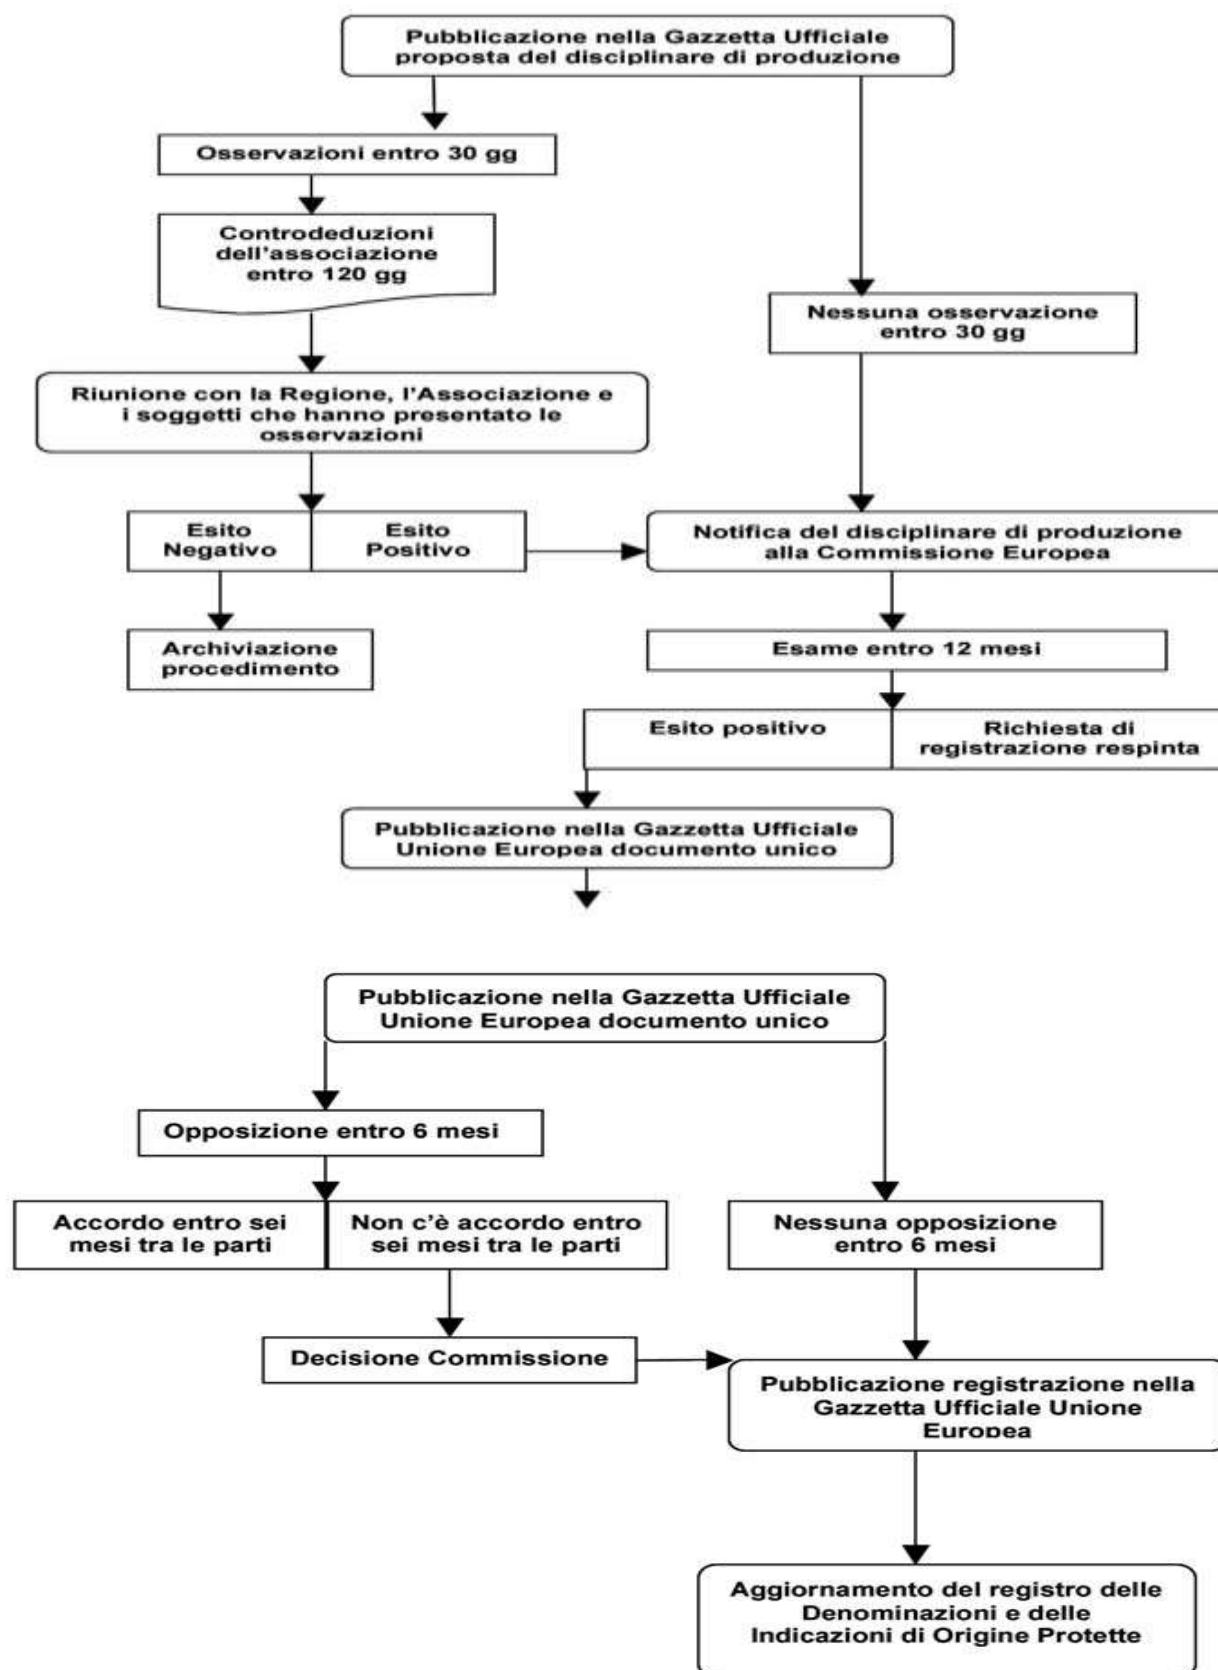 Pubblicazione nella Gazzetta Ufficiale
proposta del disciplinare di produzione
Osservazioni entro 30 gg
Controdeduzioni
dell'associazione
entro 120 gg
Nessuna osservazione
entro 30 gg
Riunione con la Regione, l'Associazione e
i soggetti che hanno presentato le
osservazioni
Esito
Negativo
Esito
Positivo
Notifica del disciplinare di produzione
alla Commissione Europea
Archiviazione
procedimento
Esame entro 12 mesi
Esito positivo
Richiesta di
registrazione respinta
Pubblicazione nella Gazzetta Ufficiale
Unione Europea documento unico
Pubblicazione nella Gazzetta Ufficiale
Unione Europea documento unico
Opposizione entro 6 mesi
Accordo entro sei
mesi tra le parti
Non c'è accordo entro
sei mesi tra le parti
Nessuna opposizione
entro 6 mesi
Decisione Commissione
Pubblicazione registrazione nella
Gazzetta Ufficiale Unione
Europea
Aggiornamento del registro delle
Denominazioni e delle
Indicazioni di Origine Protette